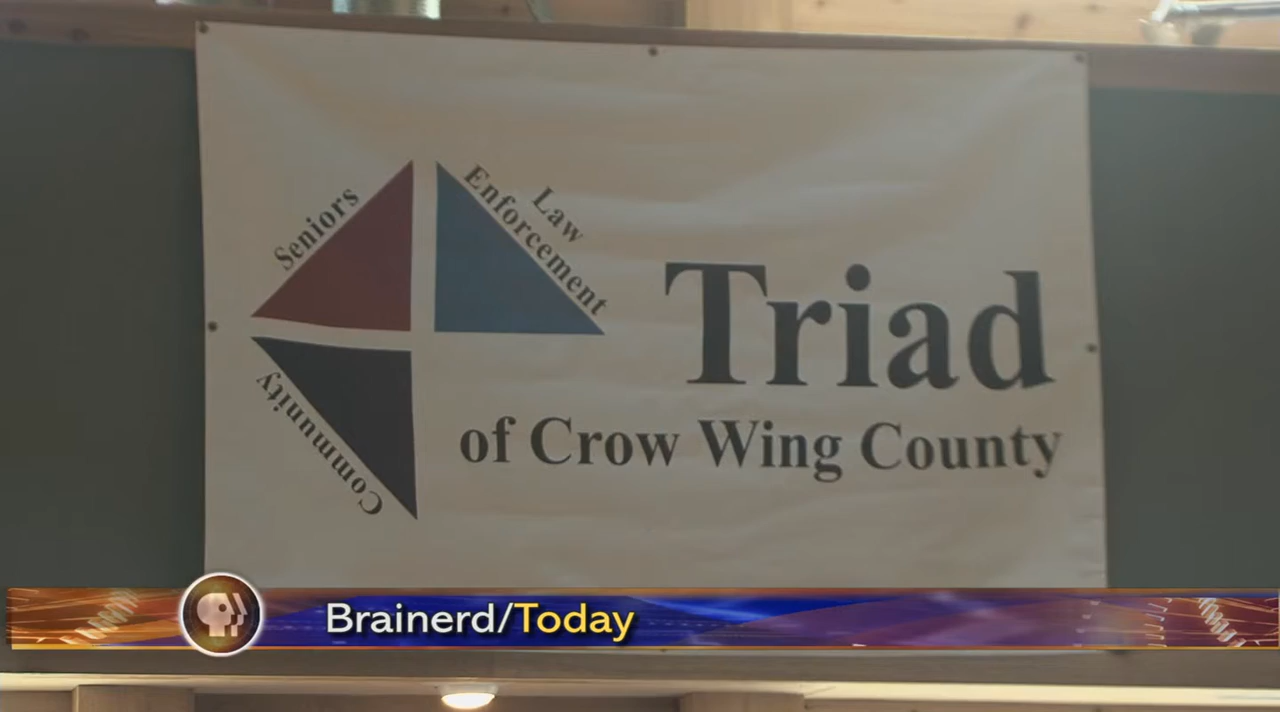 Seniors
Law
Enforcement
Community
Triad
of Crow Wing County
Brainerd/Today